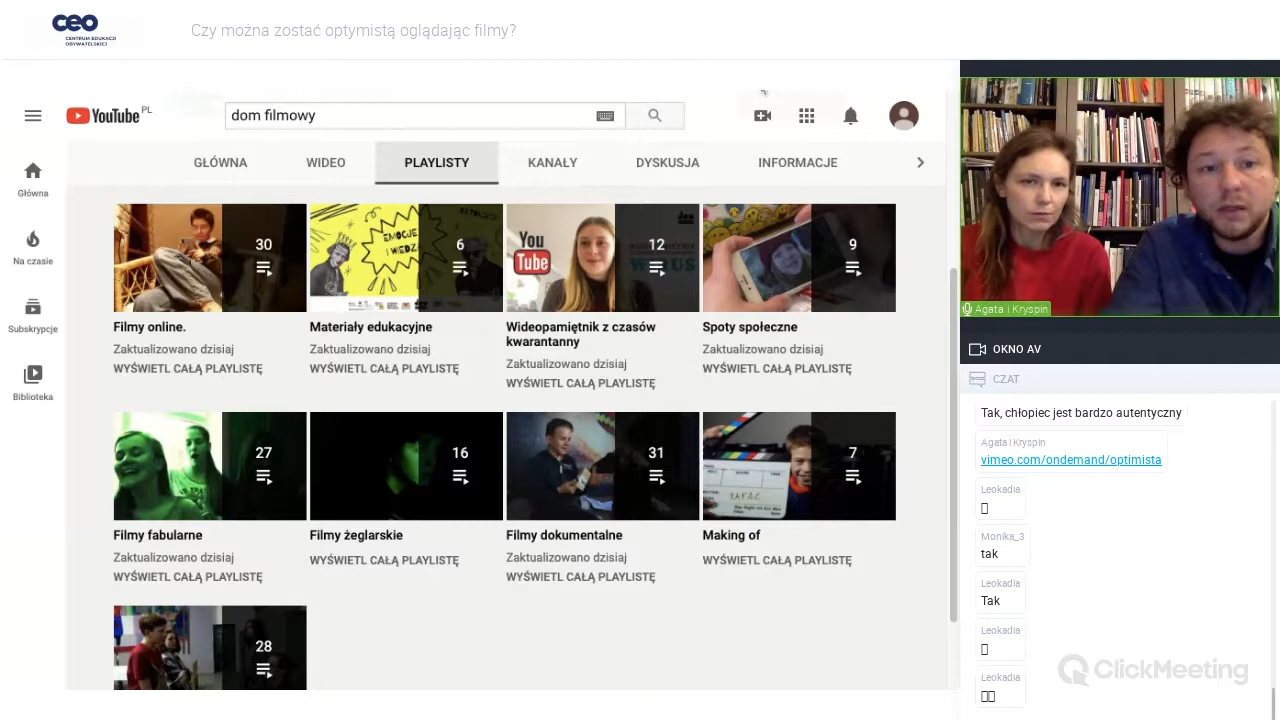 ceo
CENTRUM EDUKACJI
OBYWATELSKIEJ
Czy można zostać optymistą oglądając filmy?
YouTube PL
dom filmowy
Główna
Na czasie
Subskrypcje
Biblioteka
GŁÓWNA
WIDEO
PLAYLISTY
KANAŁY
DYSKUSJA
INFORMACJE
30
Filmy online.
Zaktualizowano dzisiaj
WYŚWIETL CAŁĄ PLAYLISTĘ
EMOCJE
I WIEDZ
6
Materiały edukacyjne
Zaktualizowano dzisiaj
WYŚWIETL CAŁĄ PLAYLISTĘ
You
Tube
12
Wideopamiętnik z czasów
kwarantanny
Zaktualizowano dzisiaj
WYŚWIETL CAŁĄ PLAYLISTĘ
9
Spoty społeczne
Zaktualizowano dzisiaj
WYŚWIETL CAŁĄ PLAYLISTĘ
27
Filmy fabularne
Zaktualizowano dzisiaj
WYŚWIETL CAŁĄ PLAYLISTĘ
16
Filmy żeglarskie
WYŚWIETL CAŁĄ PLAYLISTĘ
31
Filmy dokumentalne
Zaktualizowano dzisiaj
WYŚWIETL CAŁĄ PLAYLISTĘ
7
Making of
WYŚWIETL CAŁĄ PLAYLISTĘ
28
Agata i Kryspin
OKNO AV
CZAT
Tak, chłopiec jest bardzo autentyczny
Agata i Kryspin
vimeo.com/ondemand/optimista
Leokadia
Monika_3
tak
Leokadia
Tak
Leokadia
Leokadia
ClickMeeting